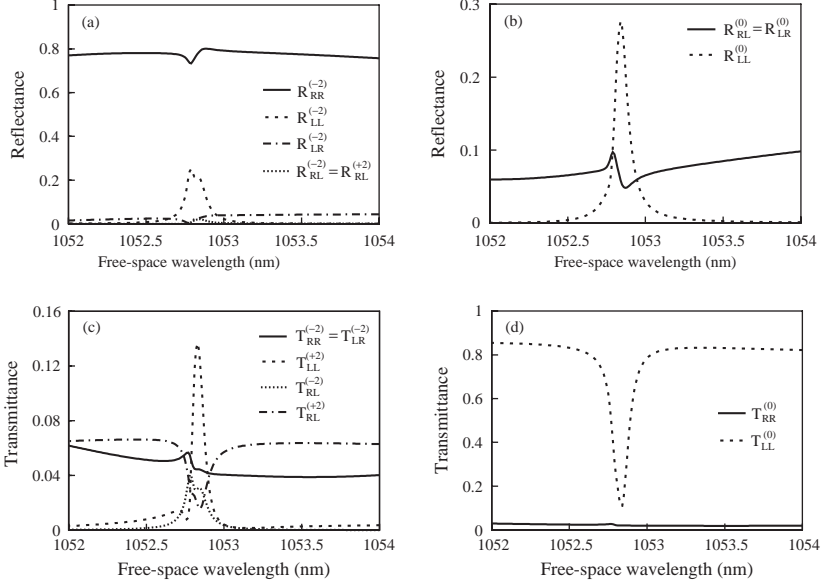 (a)
1
0.8
0.6
0.4
0.2
0
Reflectance
R_RR^(−2)
R_LL^(−2)
R_LR^(−2)
R_RL^(−2) = R_RL^(+2)
1052 1052.5 1053 1053.5 1054
Free-space wavelength (nm)
(b)
0.3
0.2
0.1
0
Reflectance
R_RL^(0) = R_LR^(0)
R_LL^(0)
1052 1052.5 1053 1053.5 1054
Free-space wavelength (nm)
(c)
0.16
0.12
0.08
0.04
0
Transmittance
T_RR^(−2) = T_LR^(−2)
T_LL^(+2)
T_RL^(−2)
T_RL^(+2)
1052 1052.5 1053 1053.5 1054
Free-space wavelength (nm)
(d)
1
0.8
0.6
0.4
0.2
0
Transmittance
T_RR^(0)
T_LL^(0)
1052 1052.5 1053 1053.5 1054
Free-space wavelength (nm)